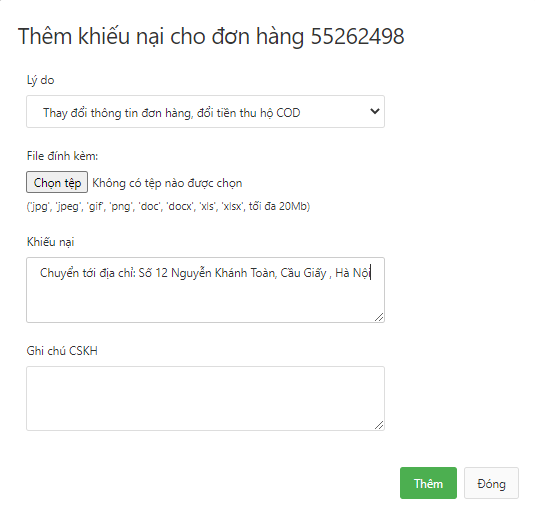 Thêm khiếu nại cho đơn hàng 55262498
Lý do
Thay đổi thông tin đơn hàng, đổi tiền thu hộ COD
File đính kèm:
Chọn tệp Không có tệp nào được chọn
('jpg', 'jpeg', 'gif', 'png', 'doc', 'docx', 'xls', 'xlsx', tối đa 20Mb)
Khiếu nại
Chuyển tới địa chỉ: Số 12 Nguyễn Khánh Toàn, Cầu Giấy , Hà Nội
Ghi chú CSKH
Thêm Đóng